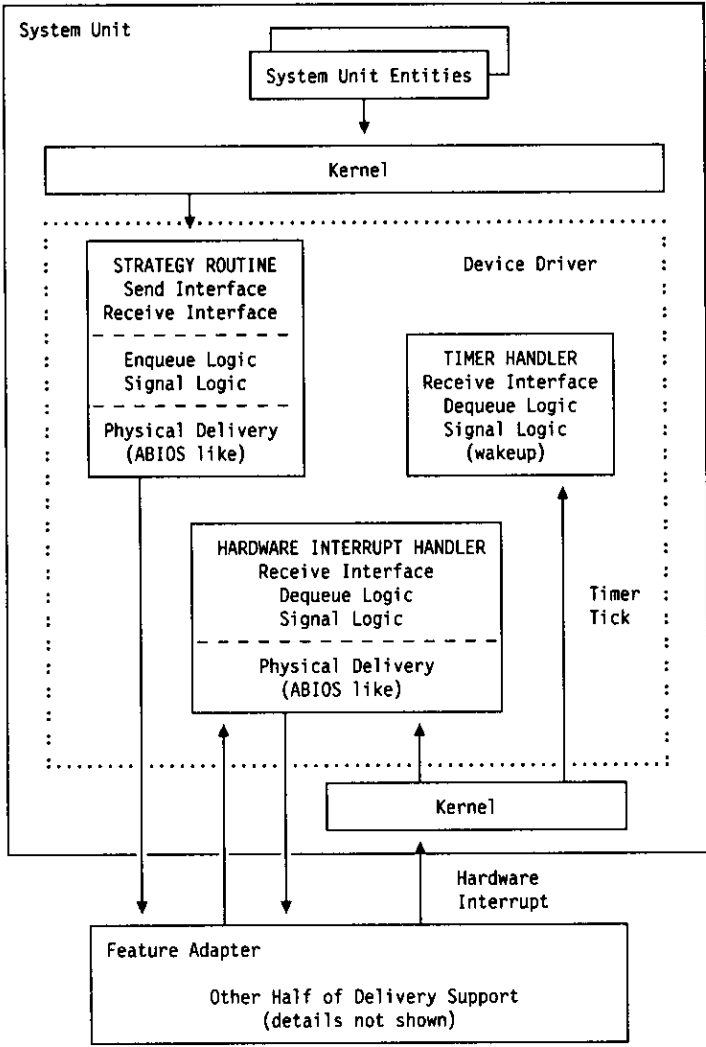 System Unit
System Unit Entities
Kernel
Device Driver
STRATEGY ROUTINE
Send Interface
Receive Interface
Enqueue Logic
Signal Logic
Physical Delivery
(ABIOS like)
TIMER HANDLER
Receive Interface
Dequeue Logic
Signal Logic
(wakeup)
HARDWARE INTERRUPT HANDLER
Receive Interface
Dequeue Logic
Signal Logic
Physical Delivery
(ABIOS like)
Timer
Tick
Kernel
Hardware
Interrupt
Feature Adapter
Other Half of Delivery Support
(details not shown)